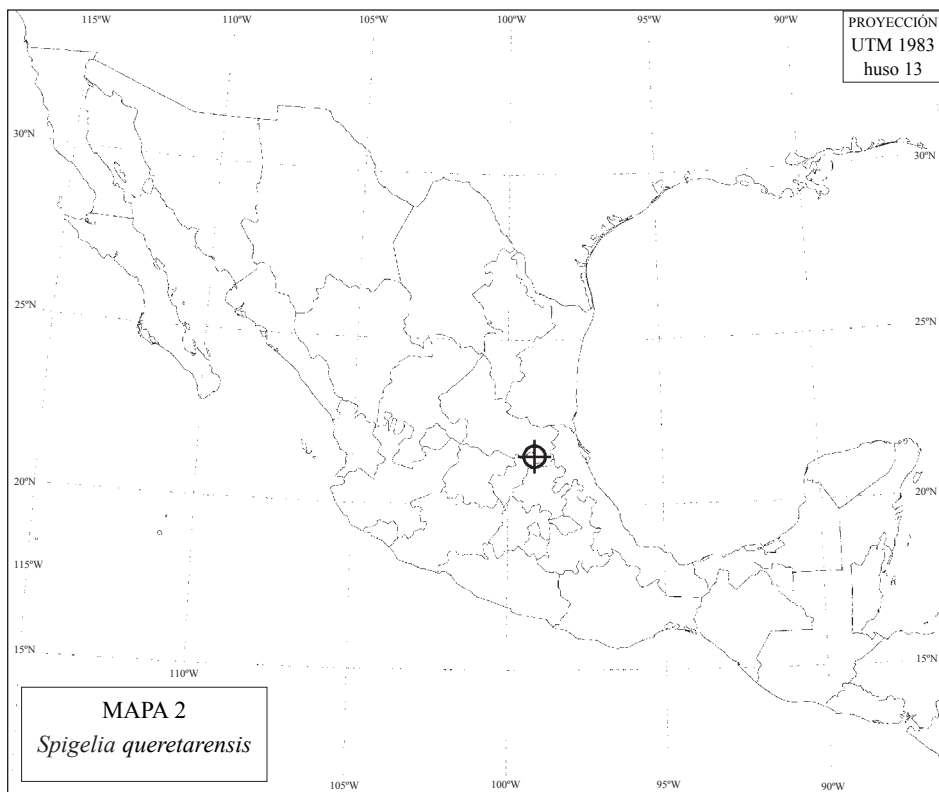 115ºW
110ºW
105ºW
100ºW
95ºW
90ºW
PROYECCIÓN
UTM 1983
huso 13
30ºN
30ºN
25ºN
25ºN
20ºN
20ºN
115ºW
15ºN
15ºN
110ºW
MAPA 2
Spigelia queretarensis
105ºW
100ºW
95ºW
90ºW